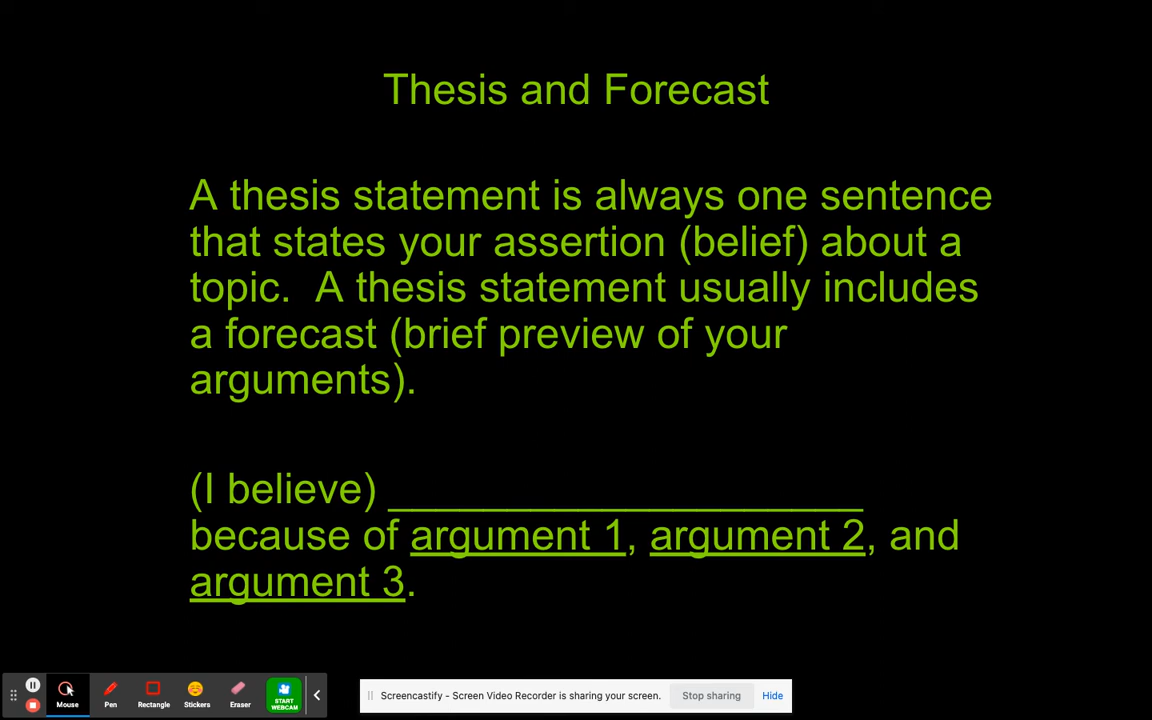 Thesis and Forecast
A thesis statement is always one sentence
that states your assertion (belief) about a
topic.  A thesis statement usually includes
a forecast (brief preview of your
arguments).
(I believe) ______________________
because of argument 1, argument 2, and
argument 3.
Mouse
Pen
Rectangle
Stickers
Eraser
START
WEBCAM
Screencastify - Screen Video Recorder is sharing your screen.
Stop sharing
Hide